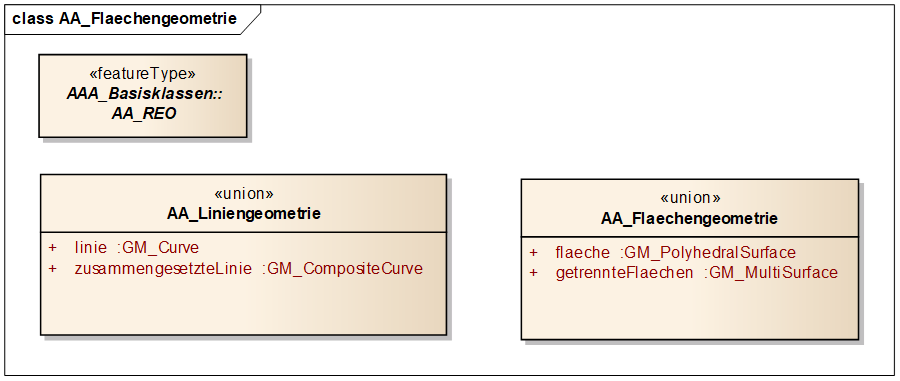 class AA_Flaechengeometrie
«featureType»
AAA_Basisklassen::
AA_REO
«union»
AA_Liniengeometrie
+ linie :GM_Curve
+ zusammengesetzteLinie :GM_CompositeCurve
«union»
AA_Flaechengeometrie
+ flaeche :GM_PolyhedralSurface
+ getrennteFlaechen :GM_MultiSurface